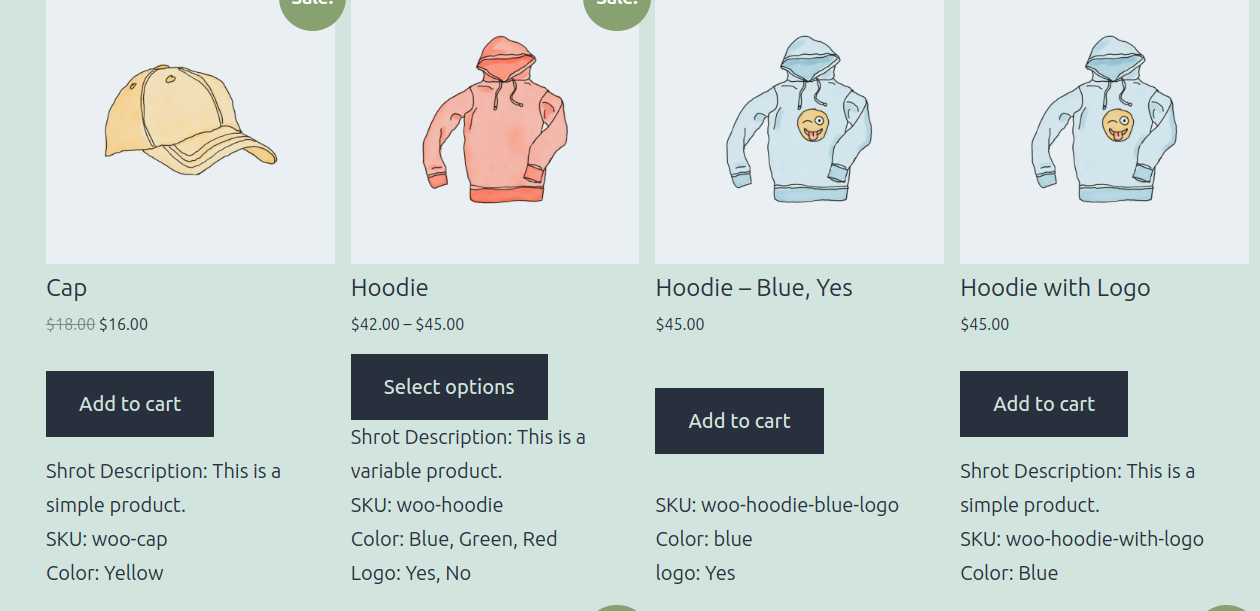 Sale!
Sale!
Cap
$18.00 $16.00
Add to cart
Shrot Description: This is a
simple product.
SKU: woo-cap
Color: Yellow
Hoodie
$42.00 – $45.00
Select options
Shrot Description: This is a
variable product.
SKU: woo-hoodie
Color: Blue, Green, Red
Logo: Yes, No
Hoodie – Blue, Yes
$45.00
Add to cart
SKU: woo-hoodie-blue-logo
Color: blue
logo: Yes
Hoodie with Logo
$45.00
Add to cart
Shrot Description: This is a
simple product.
SKU: woo-hoodie-with-logo
Color: Blue